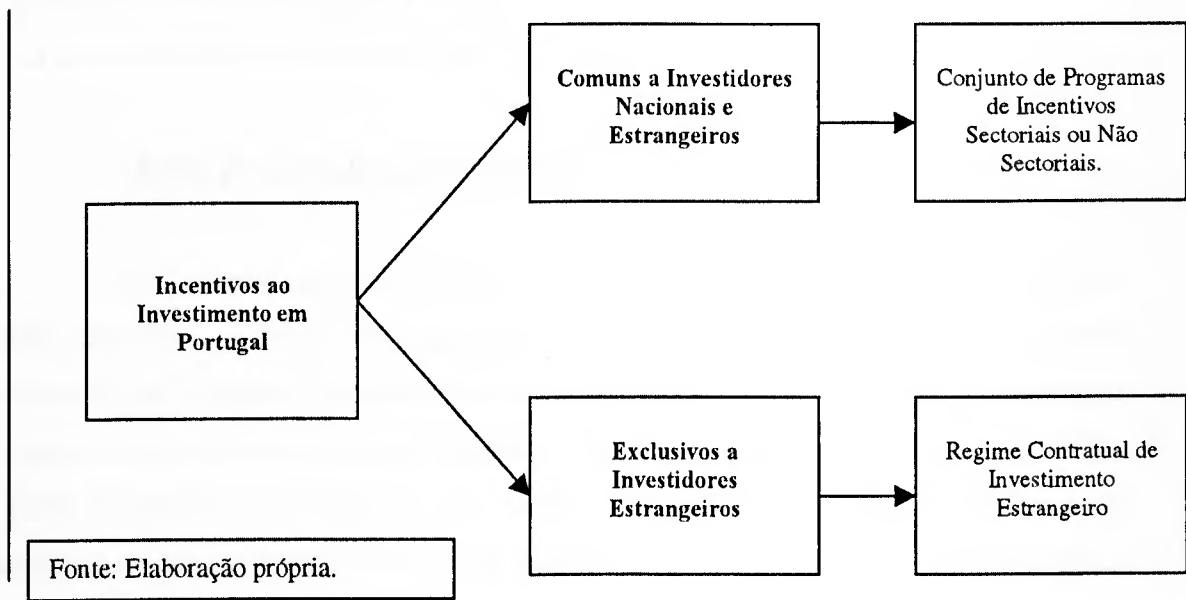 Comuns a Investidores
Nacionais e
Estrangeiros
Conjunto de Programas
de Incentivos
Sectoriais ou Não
Sectoriais.
Incentivos ao
Investimento em
Portugal
Exclusivos a
Investidores
Estrangeiros
Regime Contratual de
Investimento
Estrangeiro
Fonte: Elaboração própria.